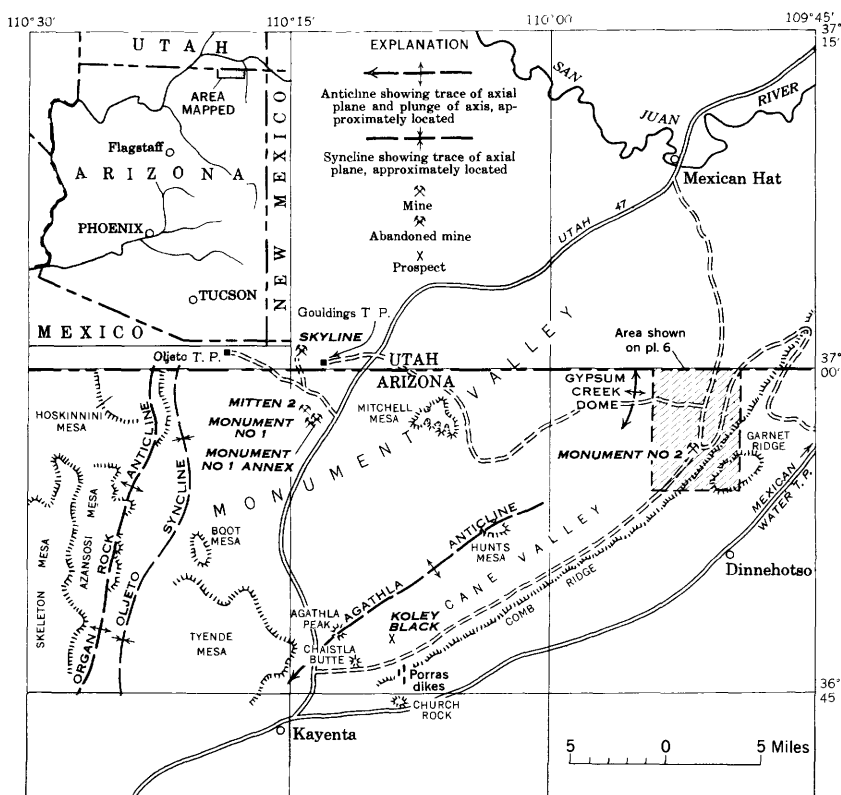 110°30'
110°15'
110°00'
109°45'
37°
15'
UTAH
AREA
MAPPED
Flagstaff
ARIZONA
PHOENIX
TUCSON
NEW MEXICO
MEXICO
EXPLANATION
Anticline showing trace of axial
plane and plunge of axis, ap-
proximately located
Syncline showing trace of axial
plane, approximately located
Mine
Abandoned mine
Prospect
SAN
JUAN
RIVER
Mexican Hat
UTAH 47
Gouldings T. P.
SKYLINE
Oljeto T. P.
UTAH
ARIZONA
Area shown
on pl. 6
37°
00'
HOSKINNINI
MESA
MITTEN 2
MONUMENT
NO 1
MONUMENT
NO 1 ANNEX
MITCHELL
MESA
MONUMENT VALLEY
GYPSUM
CREEK
DOME
MONUMENT NO 2
GARNET
RIDGE
MEXICAN
WATER T. P.
SKELETON MESA
AZANSOSI MESA
ORGAN ROCK ANTICLINE
OLJETO SYNCLINE
BOOT
MESA
TYENDE
MESA
AGATHLA ANTICLINE
HUNTS
MESA
CANE VALLEY
COMB RIDGE
Dinnehotso
AGATHLA
PEAK
KOLEY
BLACK
CHAISTLA
BUTTE
Porras
dikes
CHURCH
ROCK
36°
45'
Kayenta
5 0 5 Miles